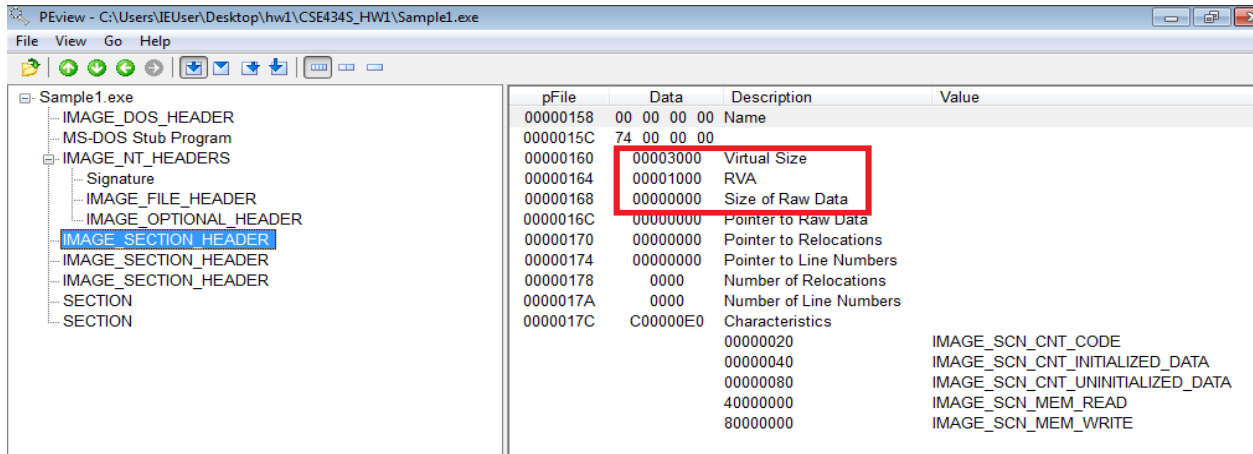 PEview - C:\Users\IEUser\Desktop\hw1\CSE434S_HW1\Sample1.exe
File View Go Help
Sample1.exe
IMAGE_DOS_HEADER
MS-DOS Stub Program
IMAGE_NT_HEADERS
Signature
IMAGE_FILE_HEADER
IMAGE_OPTIONAL_HEADER
IMAGE_SECTION_HEADER
IMAGE_SECTION_HEADER
IMAGE_SECTION_HEADER
SECTION
SECTION
pFile Data Description Value
00000158 00 00 00 00 Name
0000015C 74 00 00 00
00000160 00003000 Virtual Size
00000164 00001000 RVA
00000168 00000000 Size of Raw Data
0000016C 00000000 Pointer to Raw Data
00000170 00000000 Pointer to Relocations
00000174 00000000 Pointer to Line Numbers
00000178 0000 Number of Relocations
0000017A 0000 Number of Line Numbers
0000017C C00000E0 Characteristics
00000020 IMAGE_SCN_CNT_CODE
00000040 IMAGE_SCN_CNT_INITIALIZED_DATA
00000080 IMAGE_SCN_CNT_UNINITIALIZED_DATA
40000000 IMAGE_SCN_MEM_READ
80000000 IMAGE_SCN_MEM_WRITE